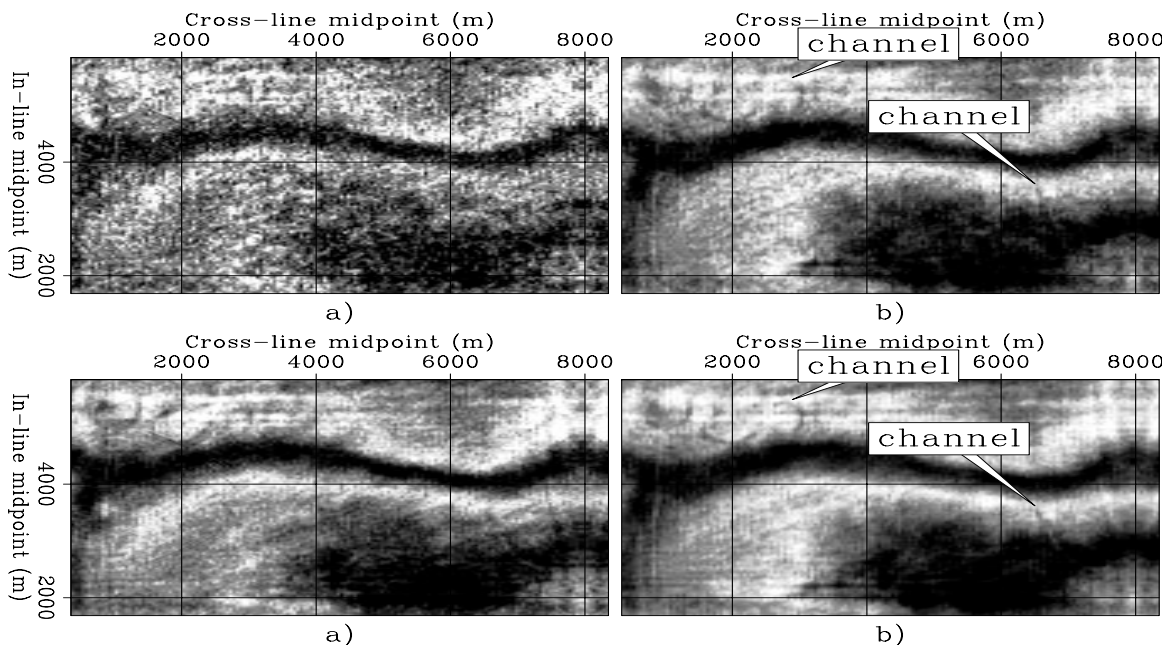 Cross-line midpoint (m)
2000 4000 6000 8000
In-line midpoint (m)
4000
2000
a)
Cross-line midpoint (m)
2000 6000 8000
channel
channel
b)
Cross-line midpoint (m)
2000 4000 6000 8000
In-line midpoint (m)
4000
2000
a)
Cross-line midpoint (m)
2000 6000 8000
channel
channel
b)